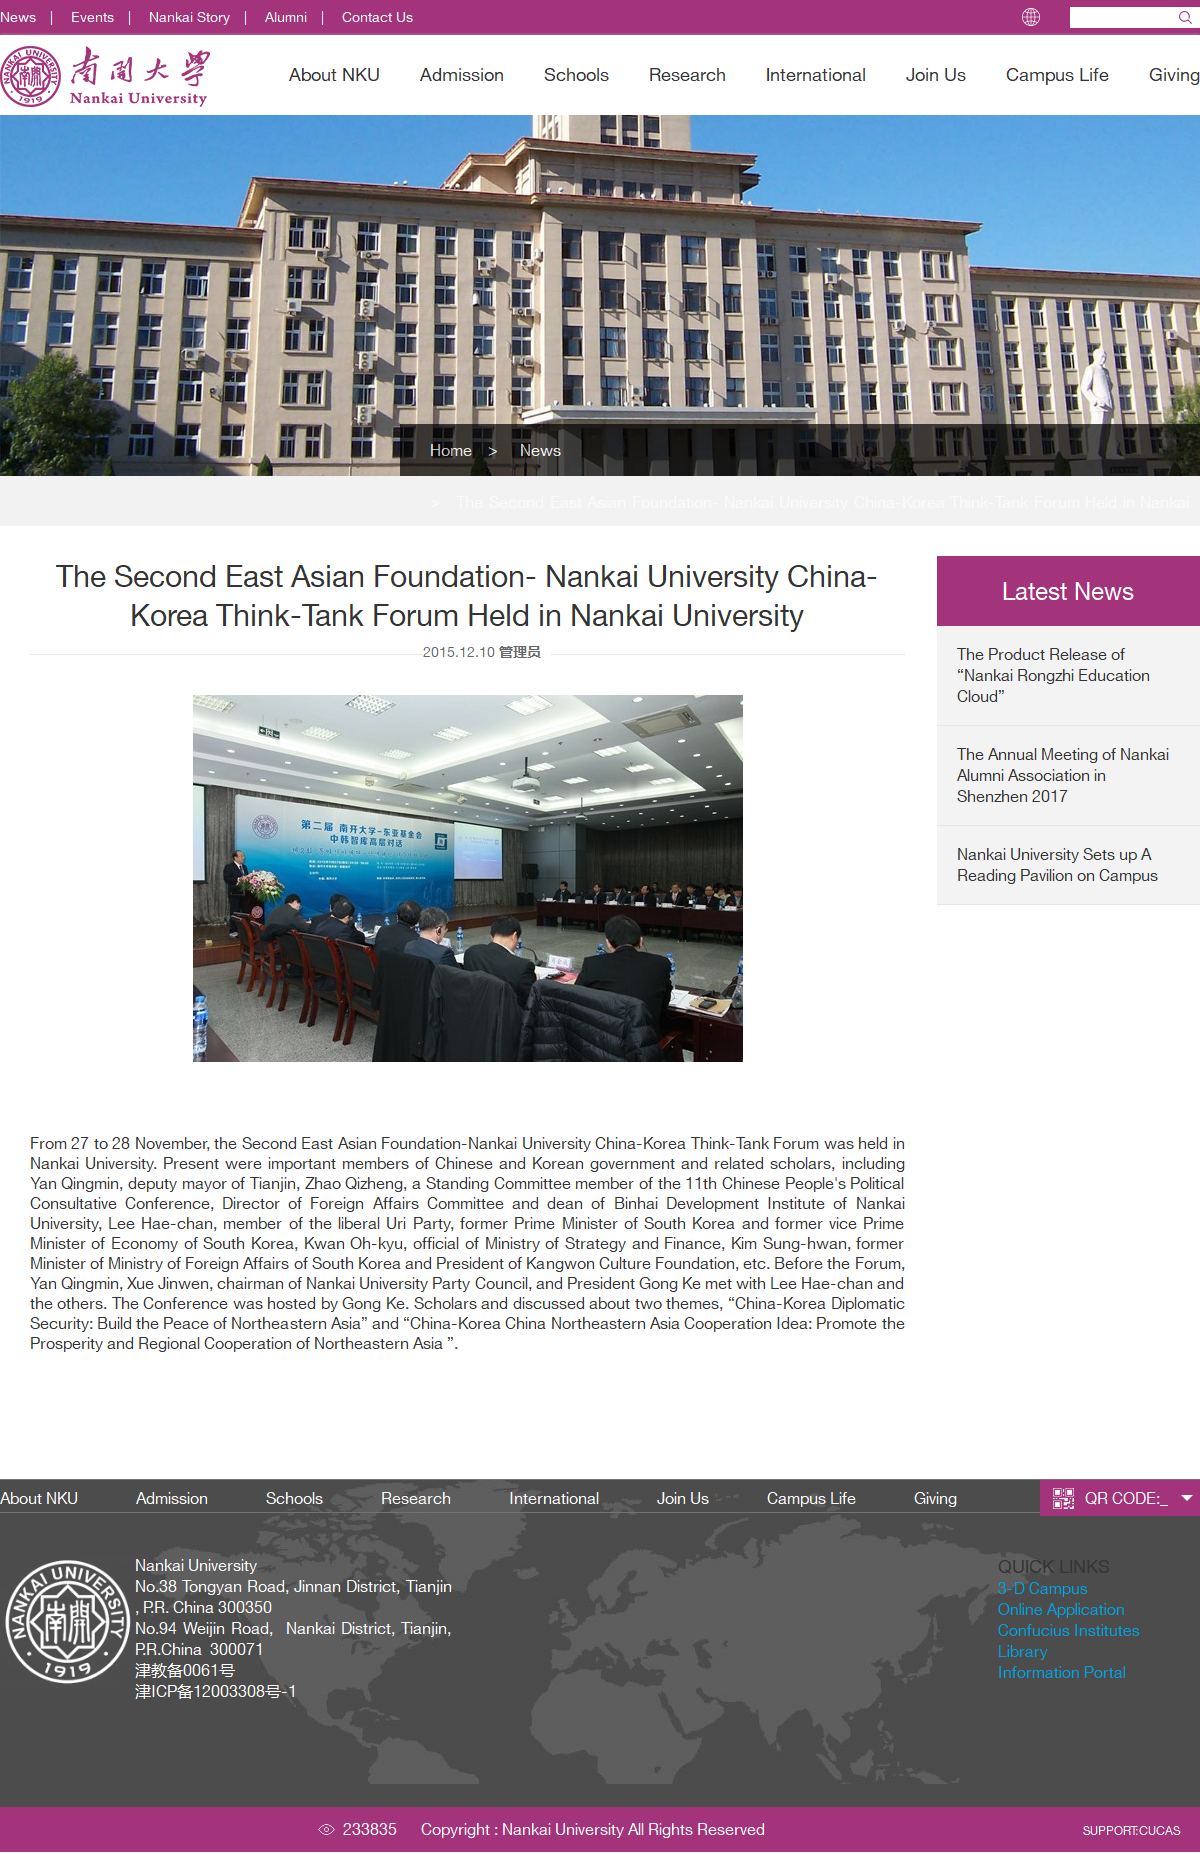 News | Events | Nankai Story | Alumni | Contact Us
NANKAI UNIVERSITY
1919
南開大學
Nankai University
About NKU Admission Schools Research International Join Us Campus Life Giving
Home > News
> The Second East Asian Foundation- Nankai University China-Korea Think-Tank Forum Held in Nankai
The Second East Asian Foundation- Nankai University China-
Korea Think-Tank Forum Held in Nankai University
2015.12.10 管理员
第二届 南开大学-东亚基金会
中韩智库高层对话
From 27 to 28 November, the Second East Asian Foundation-Nankai University China-Korea Think-Tank Forum was held in
Nankai University. Present were important members of Chinese and Korean government and related scholars, including
Yan Qingmin, deputy mayor of Tianjin, Zhao Qizheng, a Standing Committee member of the 11th Chinese People's Political
Consultative Conference, Director of Foreign Affairs Committee and dean of Binhai Development Institute of Nankai
University, Lee Hae-chan, member of the liberal Uri Party, former Prime Minister of South Korea and former vice Prime
Minister of Economy of South Korea, Kwan Oh-kyu, official of Ministry of Strategy and Finance, Kim Sung-hwan, former
Minister of Ministry of Foreign Affairs of South Korea and President of Kangwon Culture Foundation, etc. Before the Forum,
Yan Qingmin, Xue Jinwen, chairman of Nankai University Party Council, and President Gong Ke met with Lee Hae-chan and
the others. The Conference was hosted by Gong Ke. Scholars and discussed about two themes, “China-Korea Diplomatic
Security: Build the Peace of Northeastern Asia” and “China-Korea China Northeastern Asia Cooperation Idea: Promote the
Prosperity and Regional Cooperation of Northeastern Asia ”.
Latest News
The Product Release of
“Nankai Rongzhi Education
Cloud”
The Annual Meeting of Nankai
Alumni Association in
Shenzhen 2017
Nankai University Sets up A
Reading Pavilion on Campus
About NKU Admission Schools Research International Join Us Campus Life Giving
QR CODE:_
NANKAI UNIVERSITY
南開
1919
Nankai University
No.38 Tongyan Road, Jinnan District, Tianjin
, P.R. China 300350
No.94 Weijin Road, Nankai District, Tianjin,
P.R.China 300071
津教备0061号
津ICP备12003308号-1
QUICK LINKS
3-D Campus
Online Application
Confucius Institutes
Library
Information Portal
233835 Copyright : Nankai University All Rights Reserved
SUPPORT:CUCAS